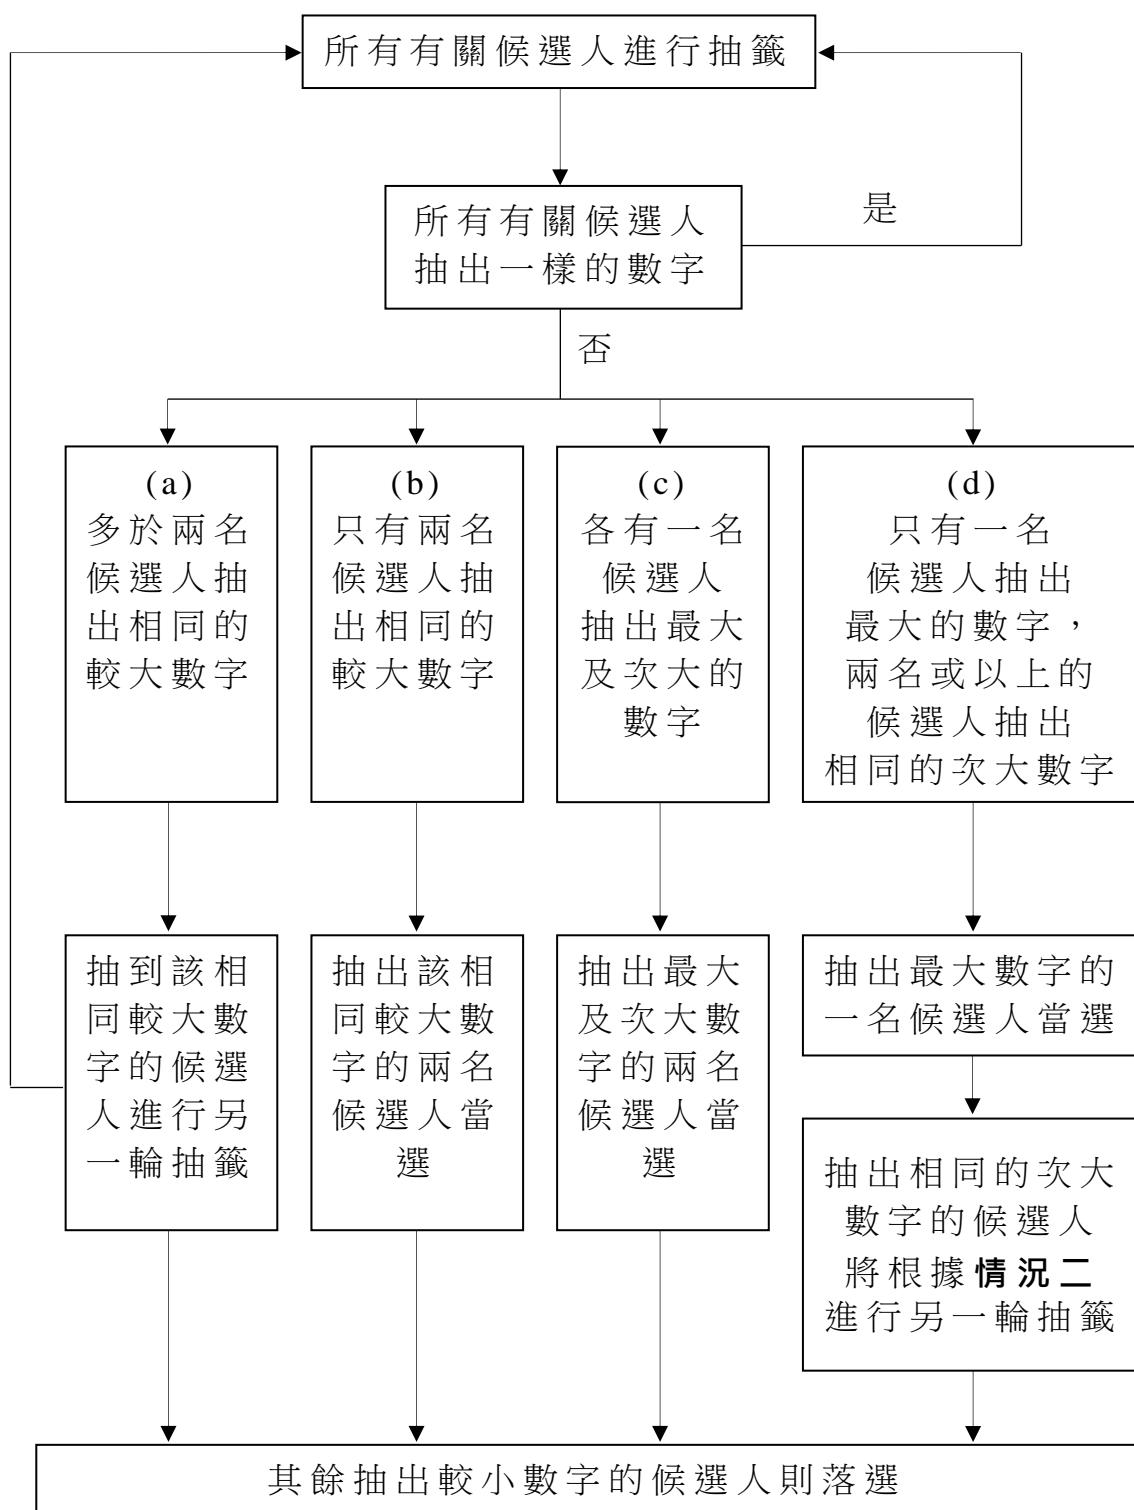 所有有關候選人進行抽籤
所有有關候選人
抽出一樣的數字
是
否
(a)
多於兩名
候選人抽
出相同的
較大數字
(b)
只有兩名
候選人抽
出相同的
較大數字
(c)
各有一名
候選人
抽出最大
及次大的
數字
(d)
只有一名
候選人抽出
最大的數字，
兩名或以上的
候選人抽出
相同的次大數字
抽到該相
同較大數
字的候選
人進行另
一輪抽籤
抽出該相
同較大數
字的兩名
候選人當
選
抽出最大
及次大數
字的兩名
候選人當
選
抽出最大數字的
一名候選人當選
抽出相同的次大
數字的候選人
將根據情況二
進行另一輪抽籤
其餘抽出較小數字的候選人則落選